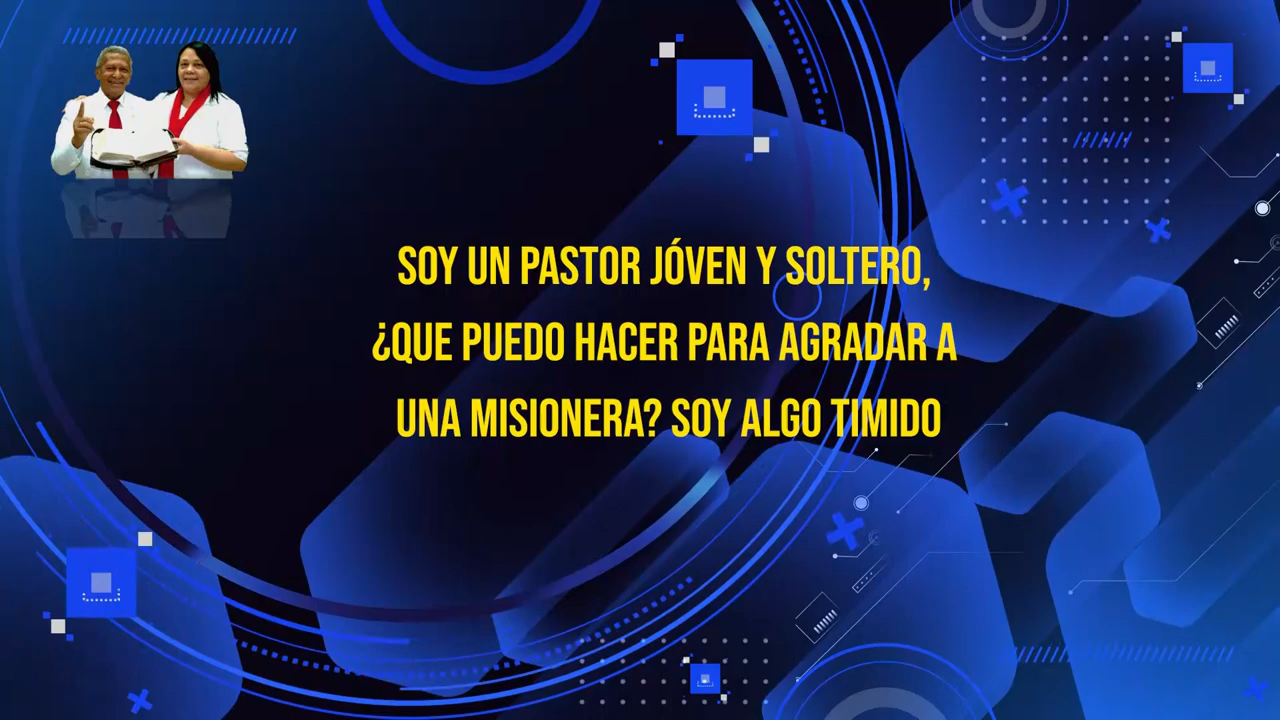 SOY UN PASTOR JÓVEN Y SOLTERO,
¿QUE PUEDO HACER PARA AGRADAR A
UNA MISIONERA? SOY ALGO TIMIDO